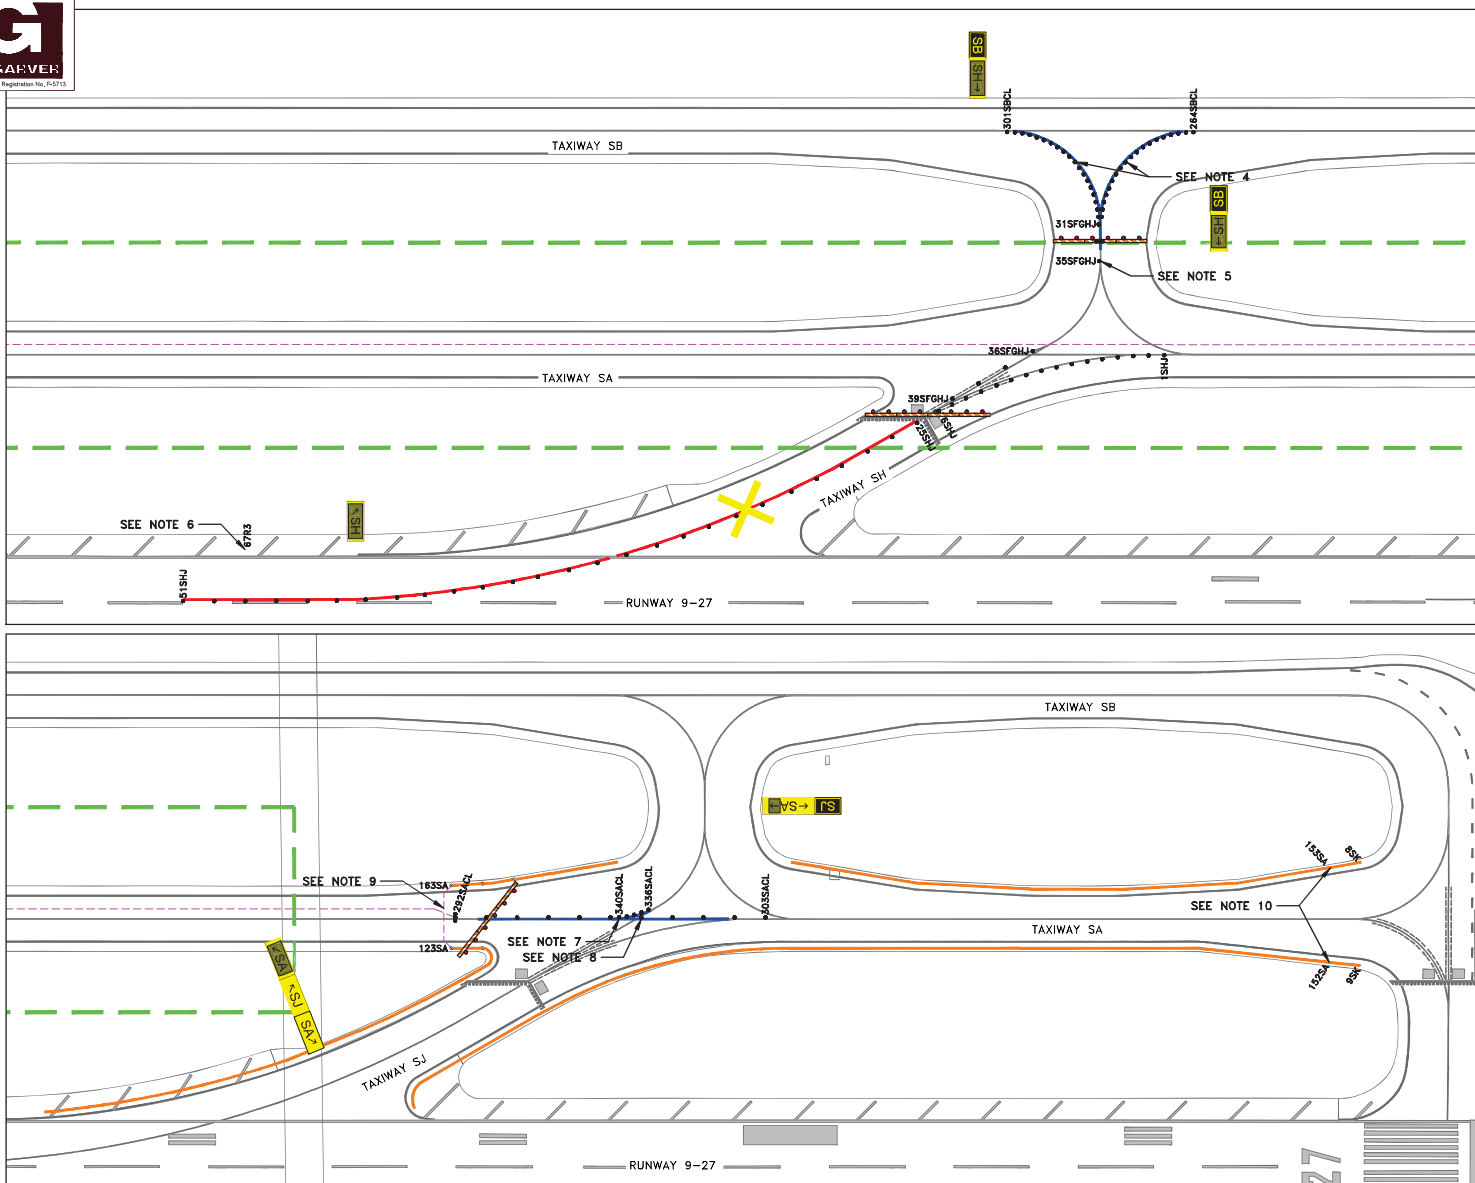 GARVER
Registration No. F-5713
SB
SH→
301SBCL
264SBCL
TAXIWAY SB
SEE NOTE 4
SB
SH→
31SFGHJ
35SFGHJ
SEE NOTE 5
36SFGHJ
1SHJ
TAXIWAY SA
39SFGHJ
6SHJ
25SHJ
TAXIWAY SH
↖SH
SEE NOTE 6
67R3
51SHJ
RUNWAY 9-27
TAXIWAY SB
SJ
←SA→
153SA
8SK
SEE NOTE 9
163SA
292SACL
340SACL
336SACL
303SACL
SEE NOTE 10
TAXIWAY SA
123SA
SEE NOTE 7
SEE NOTE 8
152SA
9SK
↖SA
↖SJ
SA↗
TAXIWAY SJ
RUNWAY 9-27
27